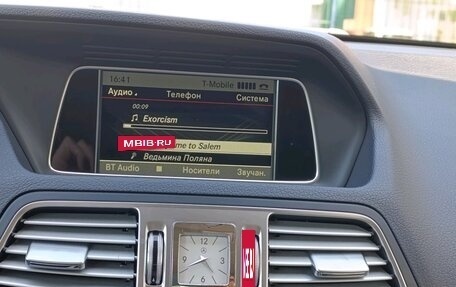 16:41
T-Mobile
Аудио Телефон Система
00:09
Exorcism
MBIB.RU
me to Salem
Ведьмина Поляна
BT Audio Носители Звучан.